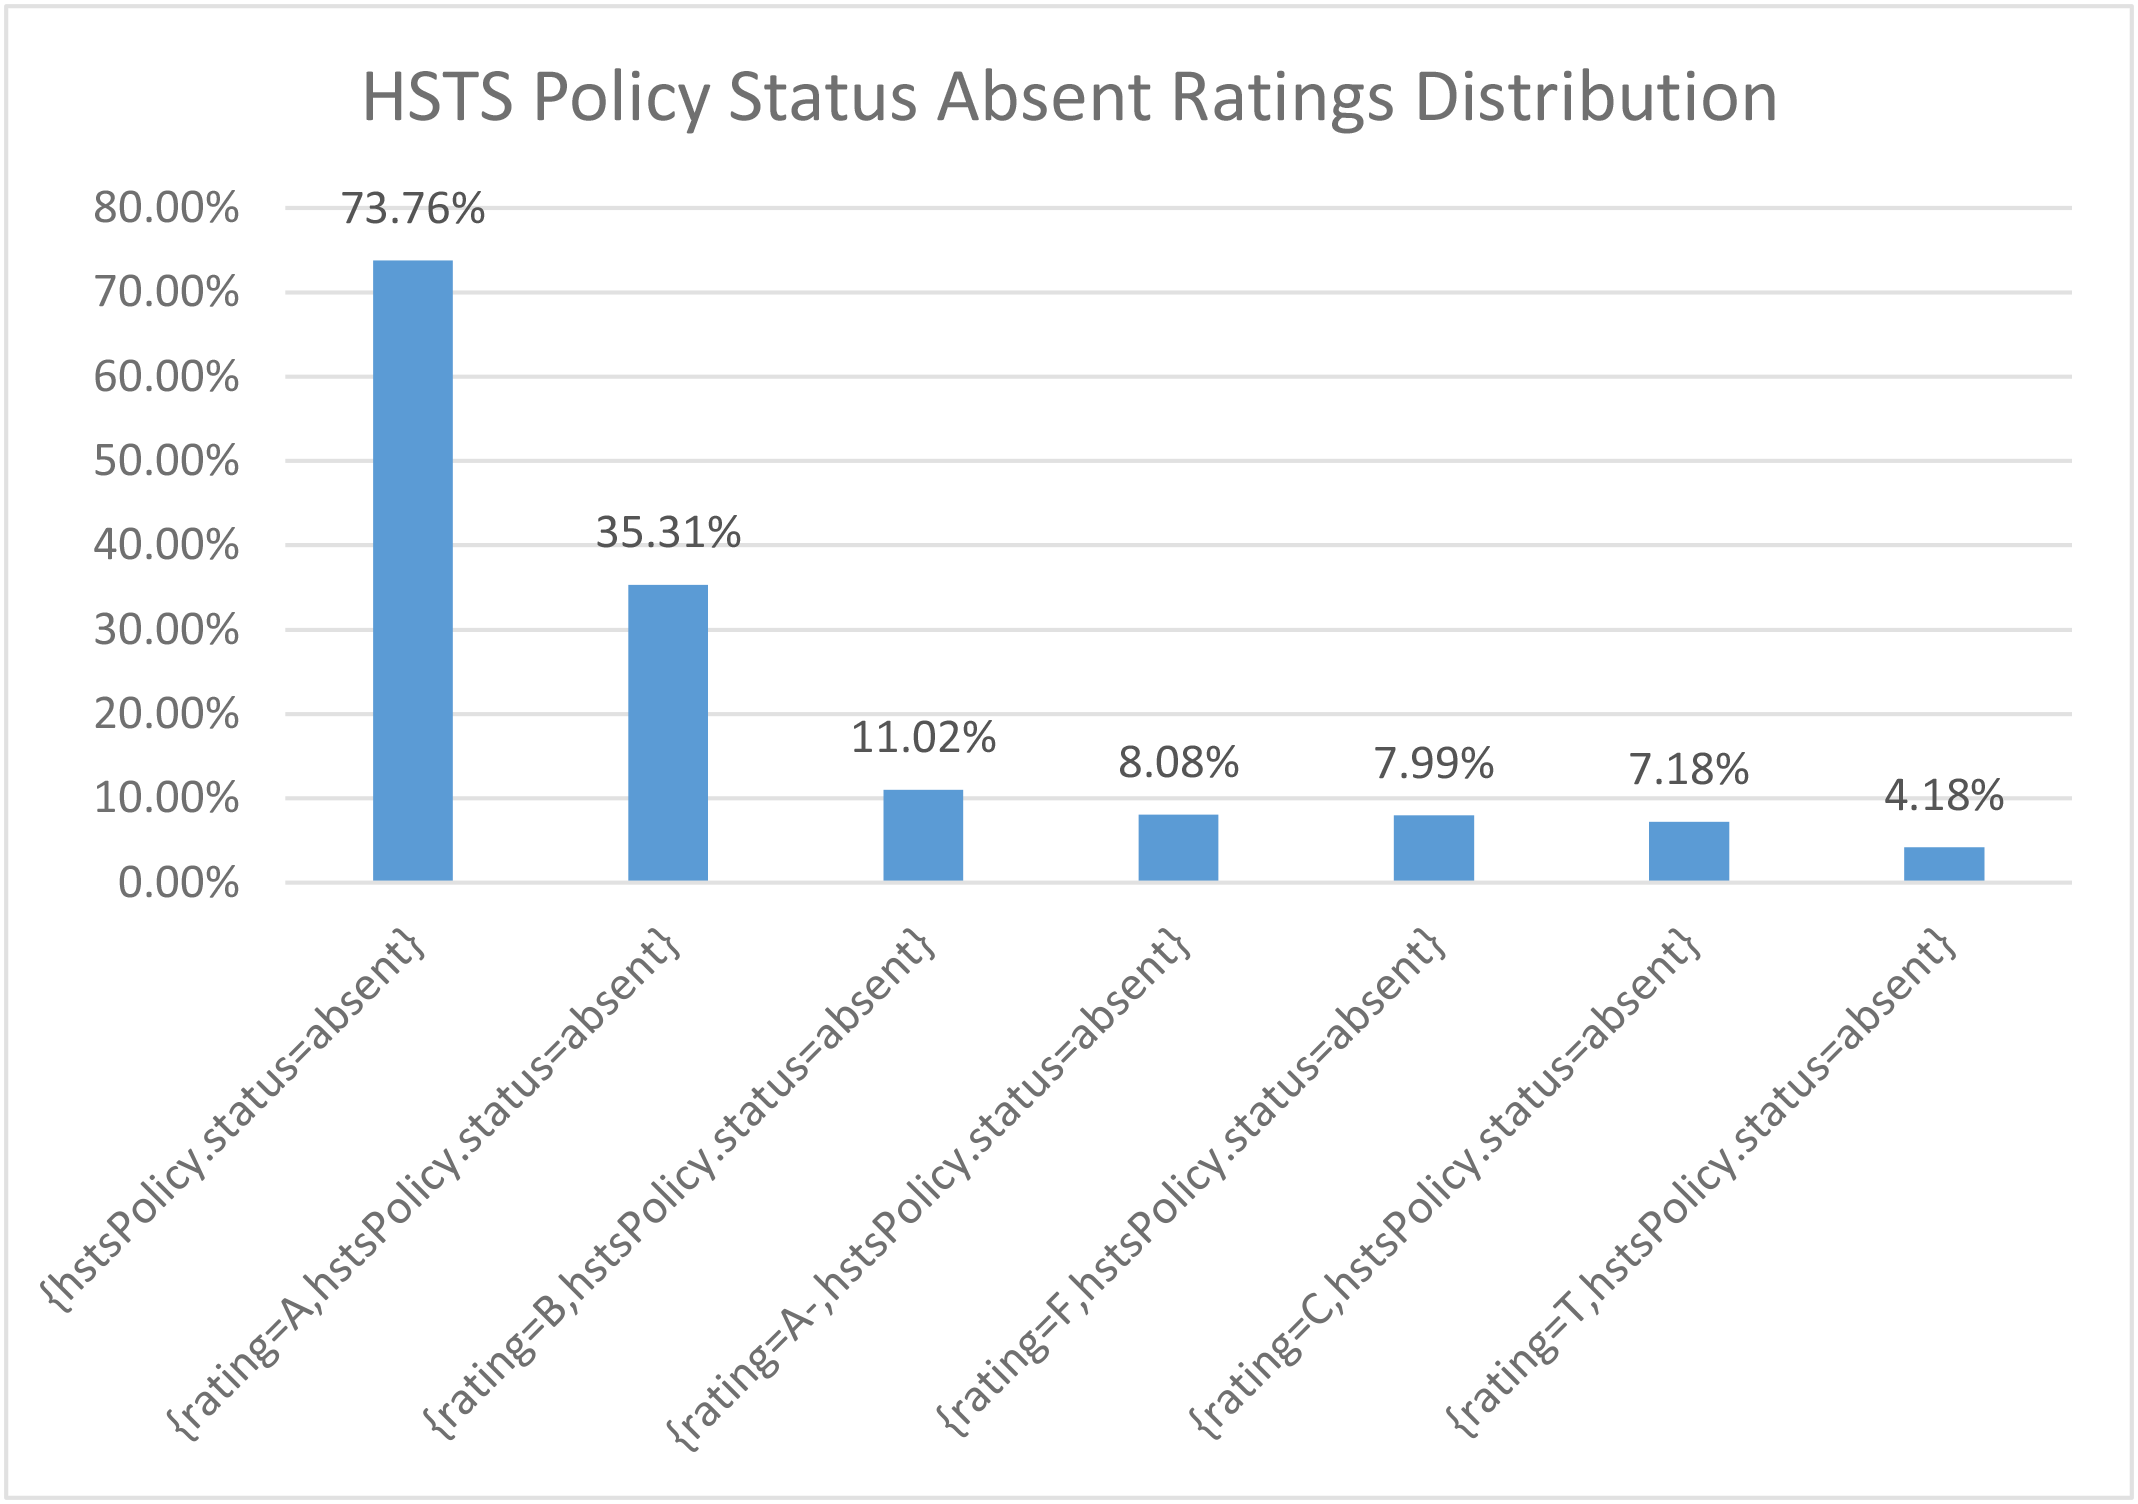 HSTS Policy Status Absent Ratings Distribution
80.00%
70.00%
60.00%
50.00%
40.00%
30.00%
20.00%
10.00%
0.00%
73.76%
35.31%
11.02%
8.08%
7.99%
7.18%
4.18%
{hstsPolicy.status=absent}
{rating=A,hstsPolicy.status=absent}
{rating=B,hstsPolicy.status=absent}
{rating=A-,hstsPolicy.status=absent}
{rating=F,hstsPolicy.status=absent}
{rating=C,hstsPolicy.status=absent}
{rating=T,hstsPolicy.status=absent}